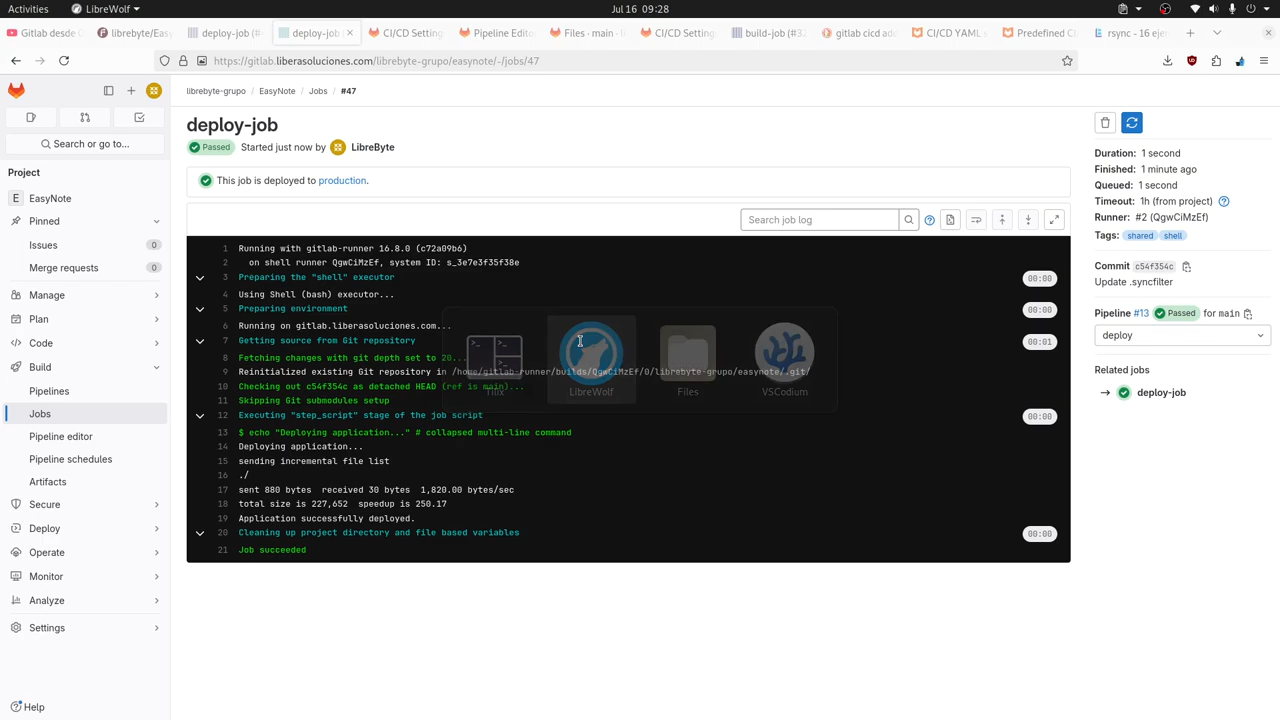 Activities
LibreWolf
Jul 16 09:28
Gitlab desde
librebyte/Eas
deploy-job (#
deploy-job
CI/CD Setting
Pipeline Edit
Files · main · l
CI/CD Setting
build-job (#32
gitlab cicd add
CI/CD YAML s
Predefined C
rsync - 16 eje
https://gitlab.liberasoluciones.com/librebyte-grupo/easynote/-/jobs/47
librebyte-grupo
EasyNote
Jobs
#47
Search or go to...
Project
E
EasyNote
Pinned
Issues
0
Merge requests
0
Manage
Plan
Code
Build
Pipelines
Jobs
Pipeline editor
Pipeline schedules
Artifacts
Secure
Deploy
Operate
Monitor
Analyze
Settings
Help
deploy-job
Passed
Started just now by
LibreByte
This job is deployed to production.
Search job log
1 Running with gitlab-runner 16.8.0 (c72a09b6)
2 on shell runner QgwCiMzEf, system ID: s_3e7e3f35f38e
3 Preparing the "shell" executor
00:00
4 Using Shell (bash) executor...
5 Preparing environment
00:00
6 Running on gitlab.liberasoluciones.com...
7 Getting source from Git repository
00:01
8 Fetching changes with git depth set to 20...
9 Reinitialized existing Git repository in /home/gitlab-runner/builds/QgwCiMzEf/0/librebyte-grupo/easynote/.git/
10 Checking out c54f354c as detached HEAD (ref is main)...
11 Skipping Git submodules setup
12 Executing "step_script" stage of the job script
00:00
13 $ echo "Deploying application..." # collapsed multi-line command
14 Deploying application...
15 sending incremental file list
16 ./
17 sent 880 bytes received 30 bytes 1,820.00 bytes/sec
18 total size is 227,652 speedup is 250.17
19 Application successfully deployed.
20 Cleaning up project directory and file based variables
00:00
21 Job succeeded
Tilix
LibreWolf
Files
VSCodium
Duration: 1 second
Finished: 1 minute ago
Queued: 1 second
Timeout: 1h (from project)
Runner: #2 (QgwCiMzEf)
Tags: shared shell
Commit c54f354c
Update .syncfilter
Pipeline #13 Passed for main
deploy
Related jobs
deploy-job